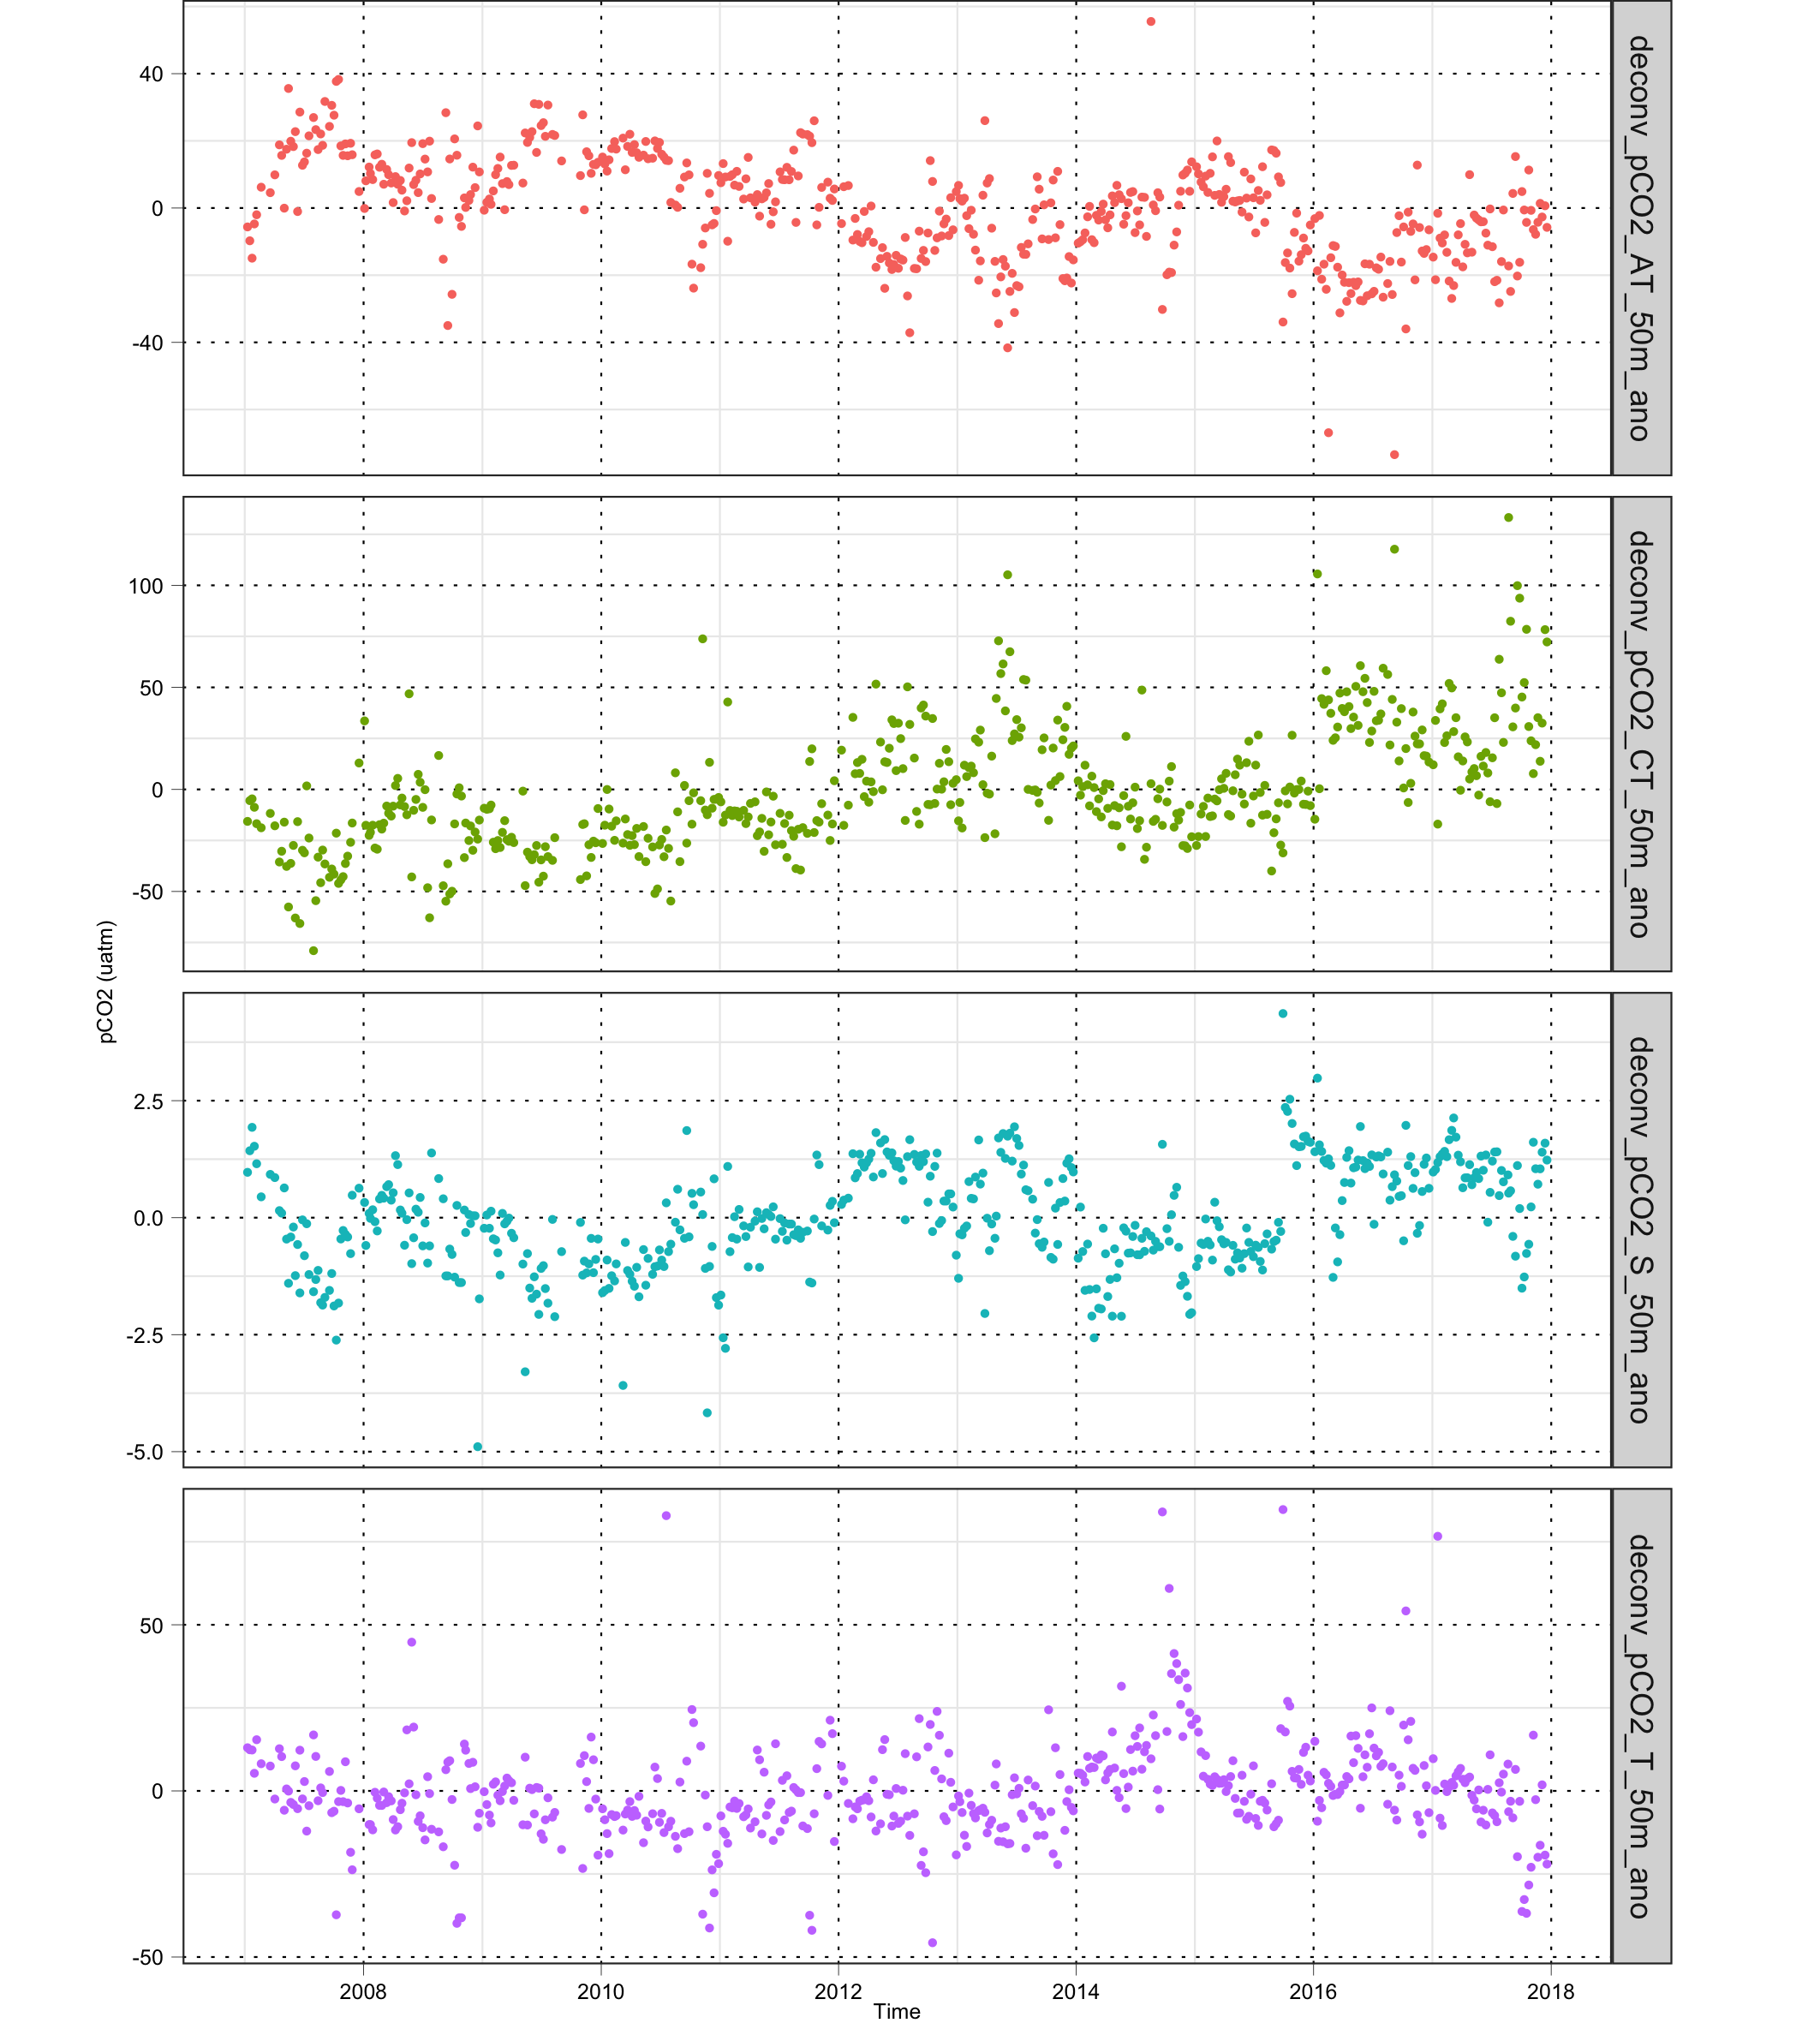 40
0
-40
deconv_pCO2_AT_50m_ano
100
50
0
-50
deconv_pCO2_CT_50m_ano
pCO2 (uatm)
2.5
0.0
-2.5
-5.0
deconv_pCO2_S_50m_ano
50
0
-50
deconv_pCO2_T_50m_ano
2008 2010 2012 2014 2016 2018
Time